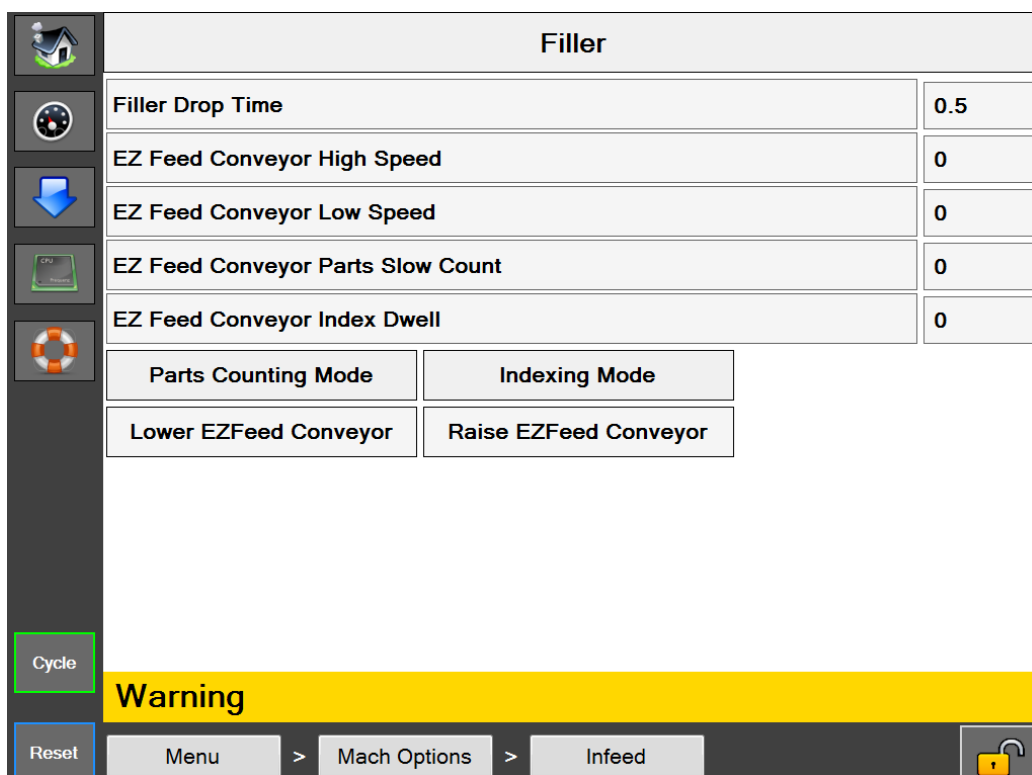 Filler
Filler Drop Time 0.5
EZ Feed Conveyor High Speed 0
EZ Feed Conveyor Low Speed 0
EZ Feed Conveyor Parts Slow Count 0
EZ Feed Conveyor Index Dwell 0
Parts Counting Mode Indexing Mode
Lower EZFeed Conveyor Raise EZFeed Conveyor
CPU
Cycle
Warning
Reset Menu > Mach Options > Infeed